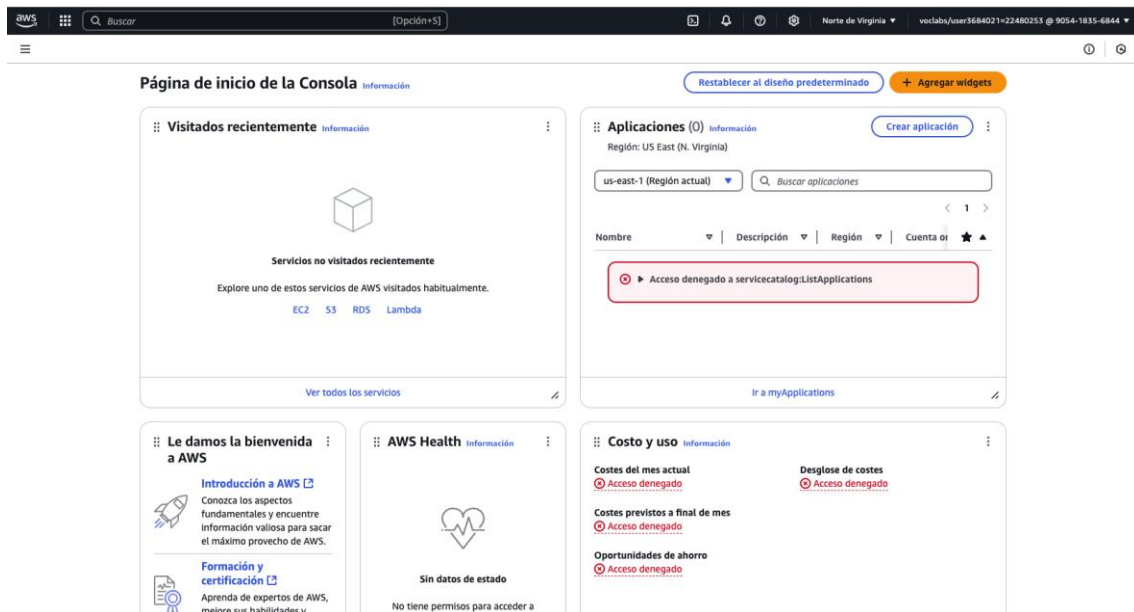 aws
Buscar
[Opción+S]
Norte de Virginia
voclabs/user3684021=22480253 @ 9054-1835-6844
Página de inicio de la Consola Información
Restablecer al diseño predeterminado
+ Agregar widgets
Visitados recientemente Información
Servicios no visitados recientemente
Explore uno de estos servicios de AWS visitados habitualmente.
EC2 S3 RDS Lambda
Ver todos los servicios
Aplicaciones (0) Información
Crear aplicación
Región: US East (N. Virginia)
us-east-1 (Región actual)
Buscar aplicaciones
1
Nombre Descripción Región Cuenta or
Acceso denegado a servicecatalog:ListApplications
Ir a myApplications
Le damos la bienvenida
a AWS
Introducción a AWS
Conozca los aspectos
fundamentales y encuentre
información valiosa para sacar
el máximo provecho de AWS.
Formación y
certificación
Aprenda de expertos de AWS,
mejore sus habilidades y
AWS Health Información
Sin datos de estado
No tiene permisos para acceder a
Costo y uso Información
Costes del mes actual
Acceso denegado
Costes previstos a final de mes
Acceso denegado
Oportunidades de ahorro
Acceso denegado
Desglose de costes
Acceso denegado